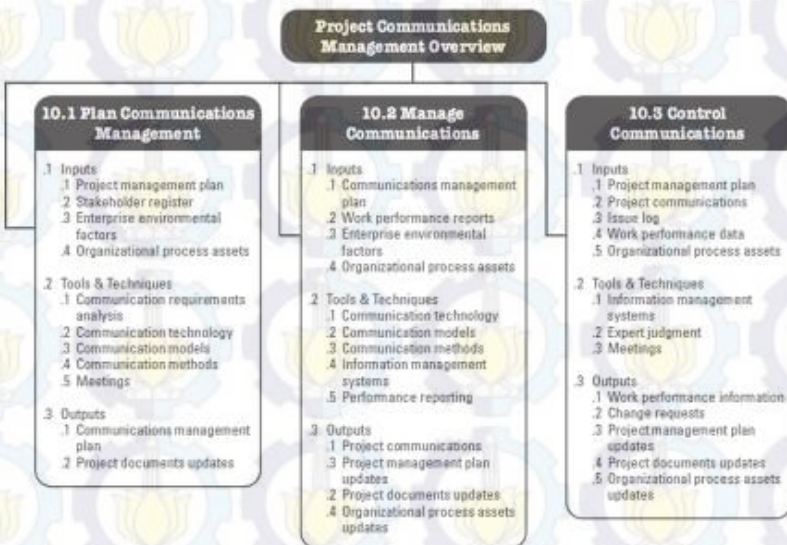 Project Communications
Management Overview
10.1 Plan Communications
Management
.1 Inputs
.1 Project management plan
.2 Stakeholder register
.3 Enterprise environmental
factors
.4 Organizational process assets
.2 Tools & Techniques
.1 Communication requirements
analysis
.2 Communication technology
.3 Communication models
.4 Communication methods
.5 Meetings
.3 Outputs
.1 Communications management
plan
.2 Project documents updates
10.2 Manage
Communications
.1 Inputs
.1 Communications management
plan
.2 Work performance reports
.3 Enterprise environmental
factors
.4 Organizational process assets
.2 Tools & Techniques
.1 Communication technology
.2 Communication models
.3 Communication methods
.4 Information management
systems
.5 Performance reporting
.3 Outputs
.1 Project communications
.3 Project management plan
updates
.2 Project documents updates
.4 Organizational process assets
updates
10.3 Control
Communications
.1 Inputs
.1 Project management plan
.2 Project communications
.3 Issue log
.4 Work performance data
.5 Organizational process assets
.2 Tools & Techniques
.1 Information management
systems
.2 Expert judgment
.3 Meetings
.3 Outputs
.1 Work performance information
.2 Change requests
.3 Project management plan
updates
.4 Project documents updates
.5 Organizational process assets
updates